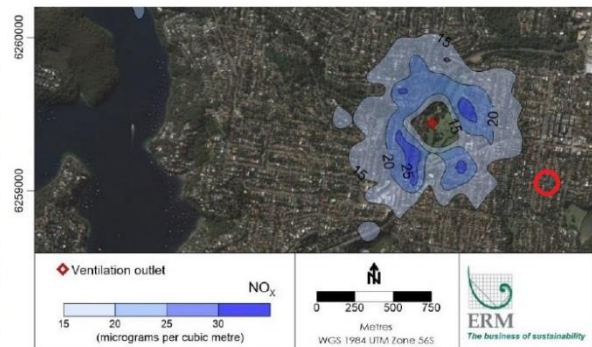 6260000
6259000
15
20
15
15
20
25
Ventilation outlet
NOX
15 20 25 30
(micrograms per cubic metre)
N
0 250 500 750
Metres
WGS 1984 UTM Zone 56S
ERM
The business of sustainability